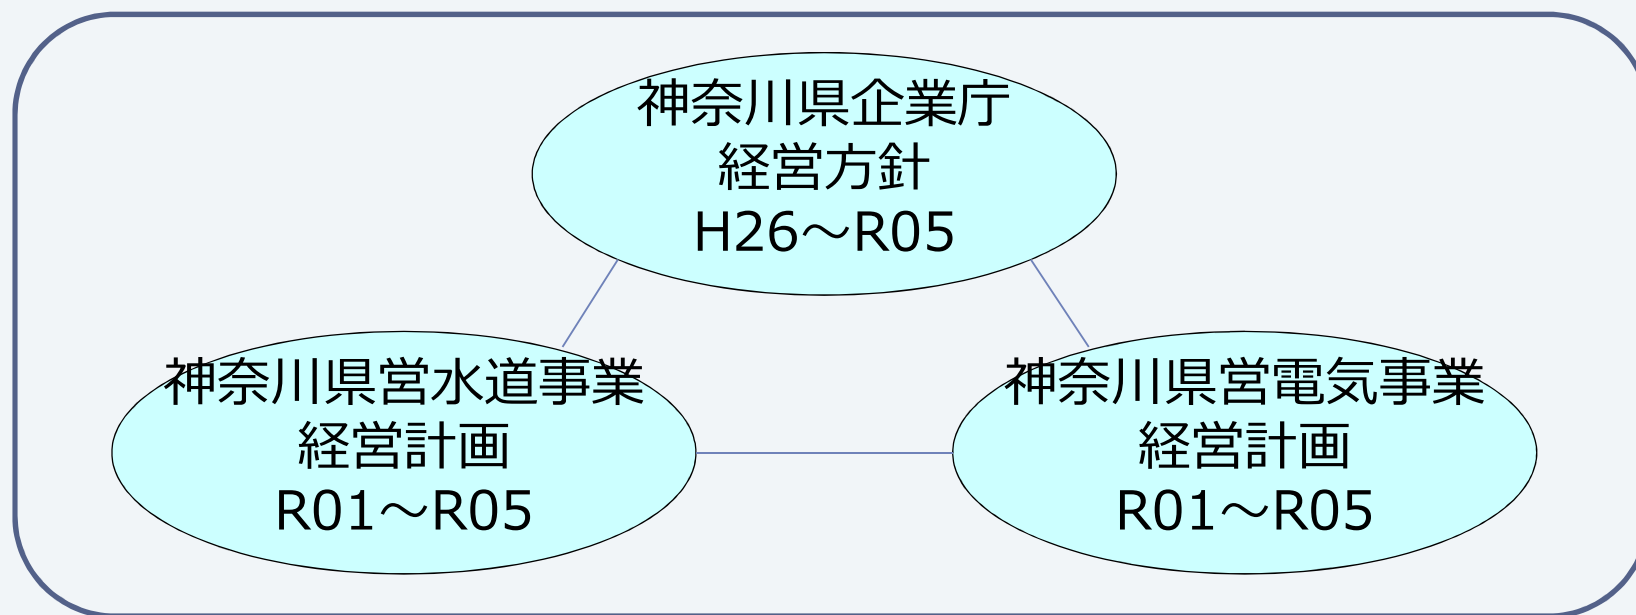 神奈川県企業庁
経営方針
H26～R05
神奈川県営水道事業
経営計画
R01～R05
神奈川県営電気事業
経営計画
R01～R05